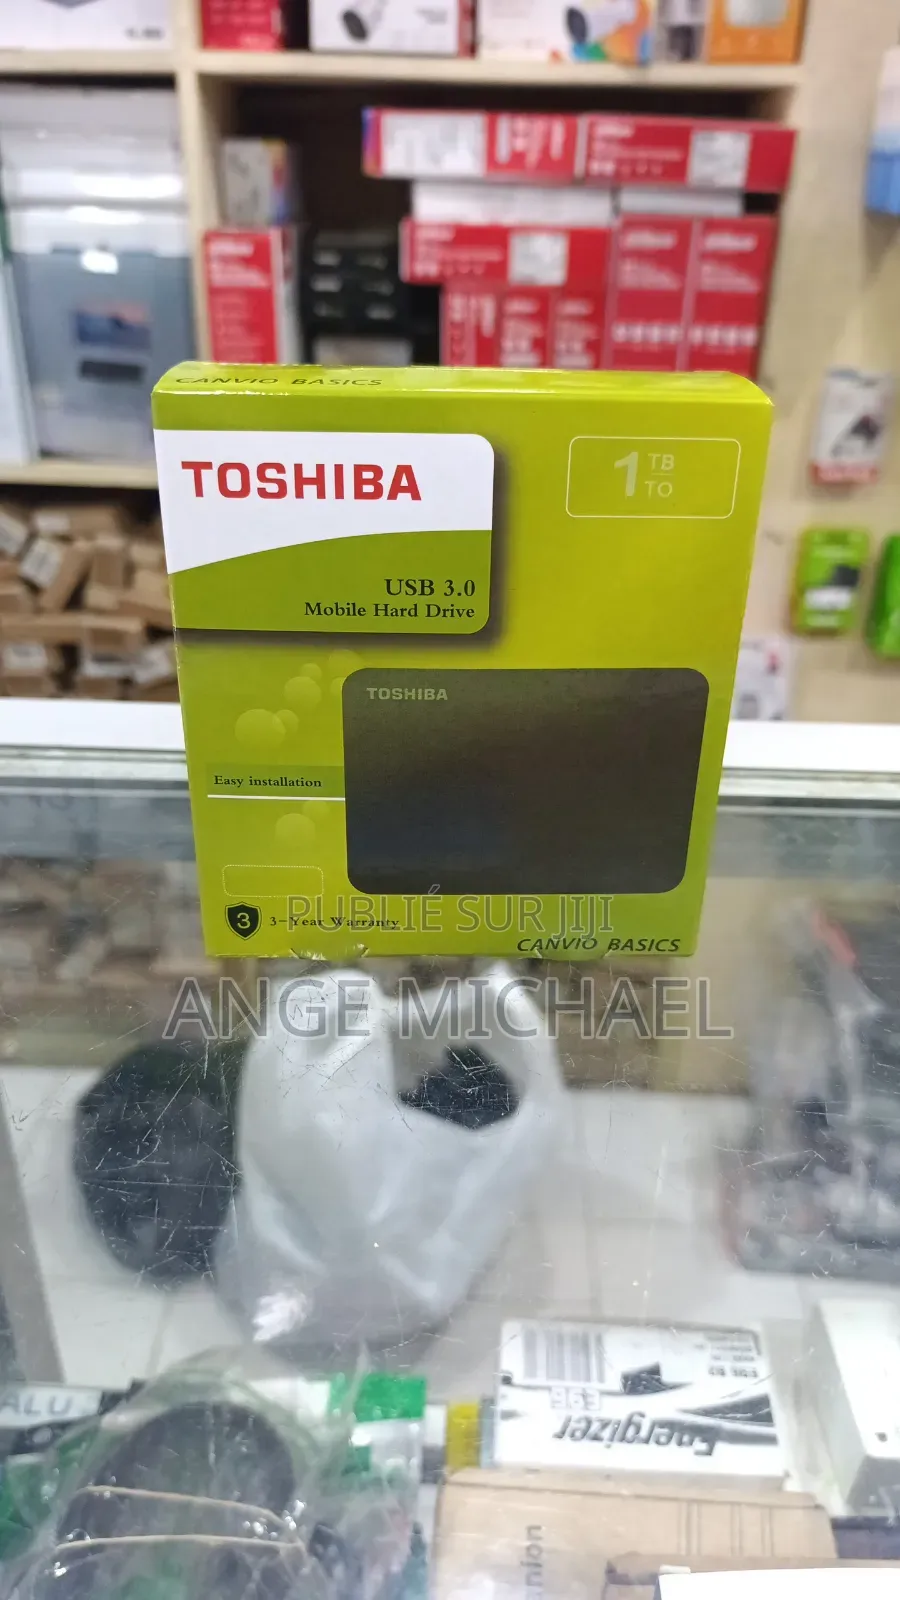 CANVIO BASICS
TOSHIBA
1 TB
TO
USB 3.0
Mobile Hard Drive
TOSHIBA
Easy installation
3
3-Year Warranty
CANVIO BASICS
PUBLIÉ SUR JIJI
ANGE MICHAEL
E96
Energizer